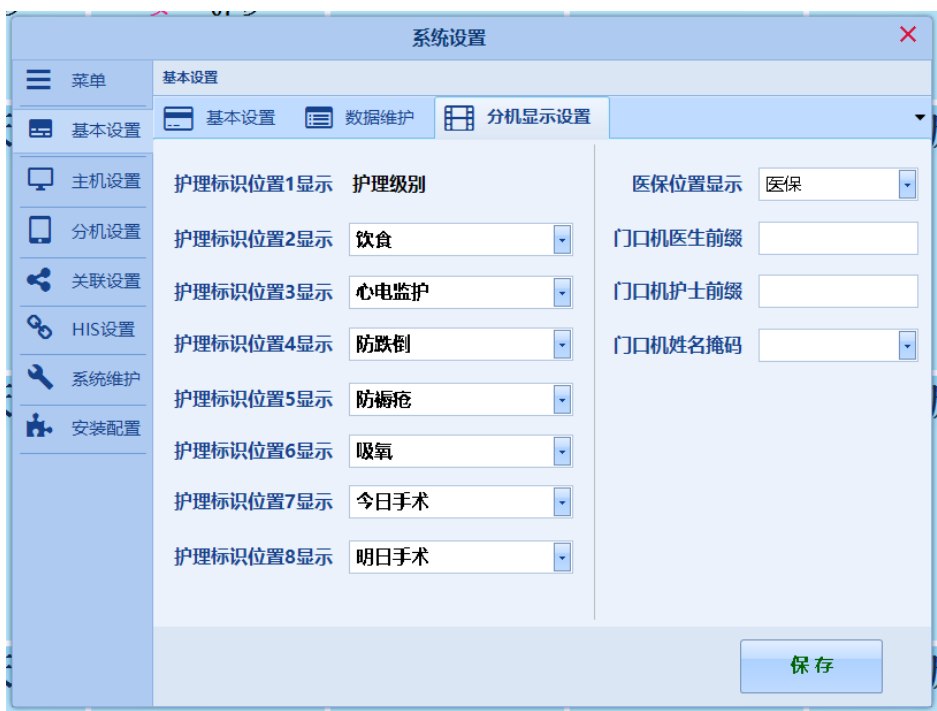 系统设置
菜单
基本设置
主机设置
分机设置
关联设置
HIS设置
系统维护
安装配置
基本设置
基本设置 数据维护 分机显示设置
护理标识位置1显示 护理级别
护理标识位置2显示 饮食
护理标识位置3显示 心电监护
护理标识位置4显示 防跌倒
护理标识位置5显示 防褥疮
护理标识位置6显示 吸氧
护理标识位置7显示 今日手术
护理标识位置8显示 明日手术
医保位置显示 医保
门口机医生前缀
门口机护士前缀
门口机姓名掩码
保存